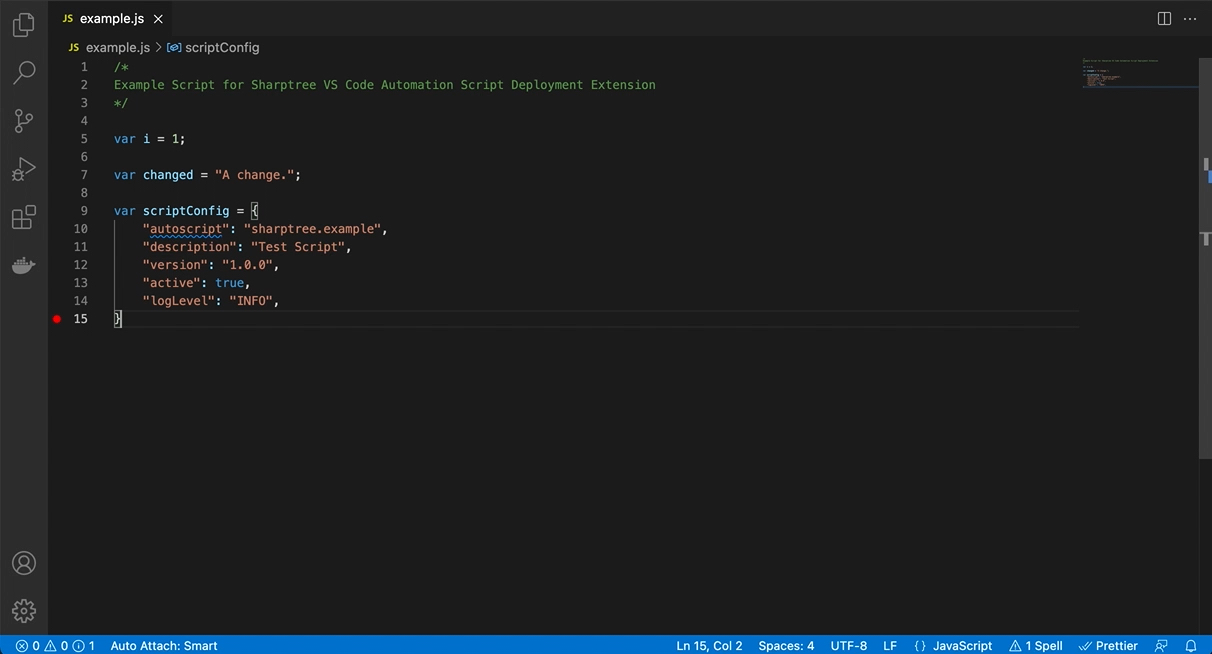 JS example.js
JS example.js > scriptConfig
1 /*
2 Example Script for Sharptree VS Code Automation Script Deployment Extension
3 */
4
5 var i = 1;
6
7 var changed = "A change.";
8
9 var scriptConfig = {
10 "autoscript": "sharptree.example",
11 "description": "Test Script",
12 "version": "1.0.0",
13 "active": true,
14 "logLevel": "INFO",
15 }
0 0 1 Auto Attach: Smart Ln 15, Col 2 Spaces: 4 UTF-8 LF {} JavaScript 1 Spell Prettier